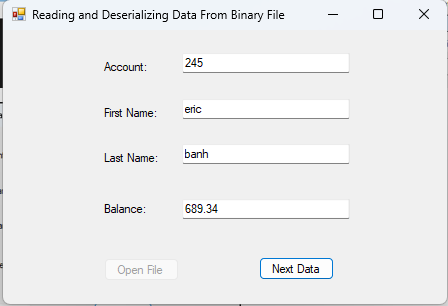 Reading and Deserializing Data From Binary File
Account: 245
First Name: eric
Last Name: banh
Balance: 689.34
Open File Next Data